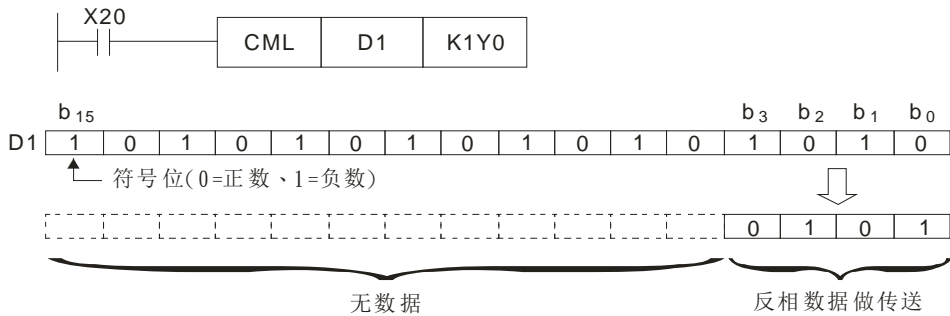 X20
CML D1 K1Y0
b15 b3 b2 b1 b0
D1 1 0 1 0 1 0 1 0 1 0 1 0 1 0 1 0
符号位(0=正数、1=负数)
0 1 0 1
无数据 反相数据做传送